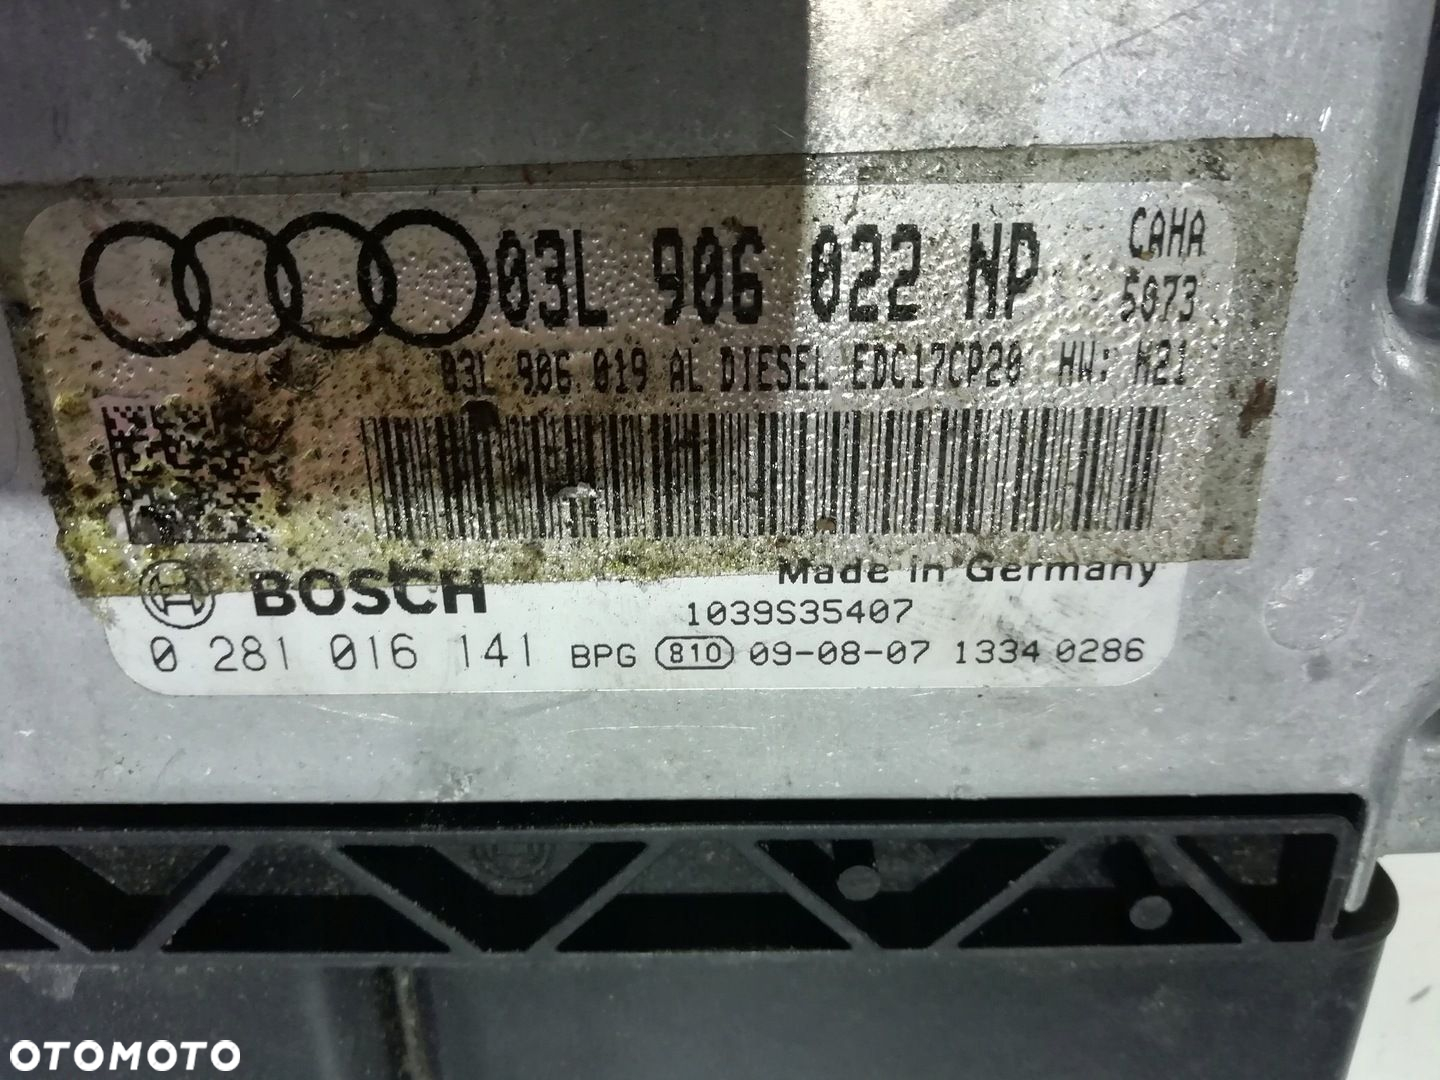 03L 906 022 NP CAHA
5073
03L 906 019 AL DIESEL EDC17CP20 HW: H21
BOSCH Made in Germany
1039S35407
0 281 016 141 BPG 810 09-08-07 1334 0286
OTOMOTO